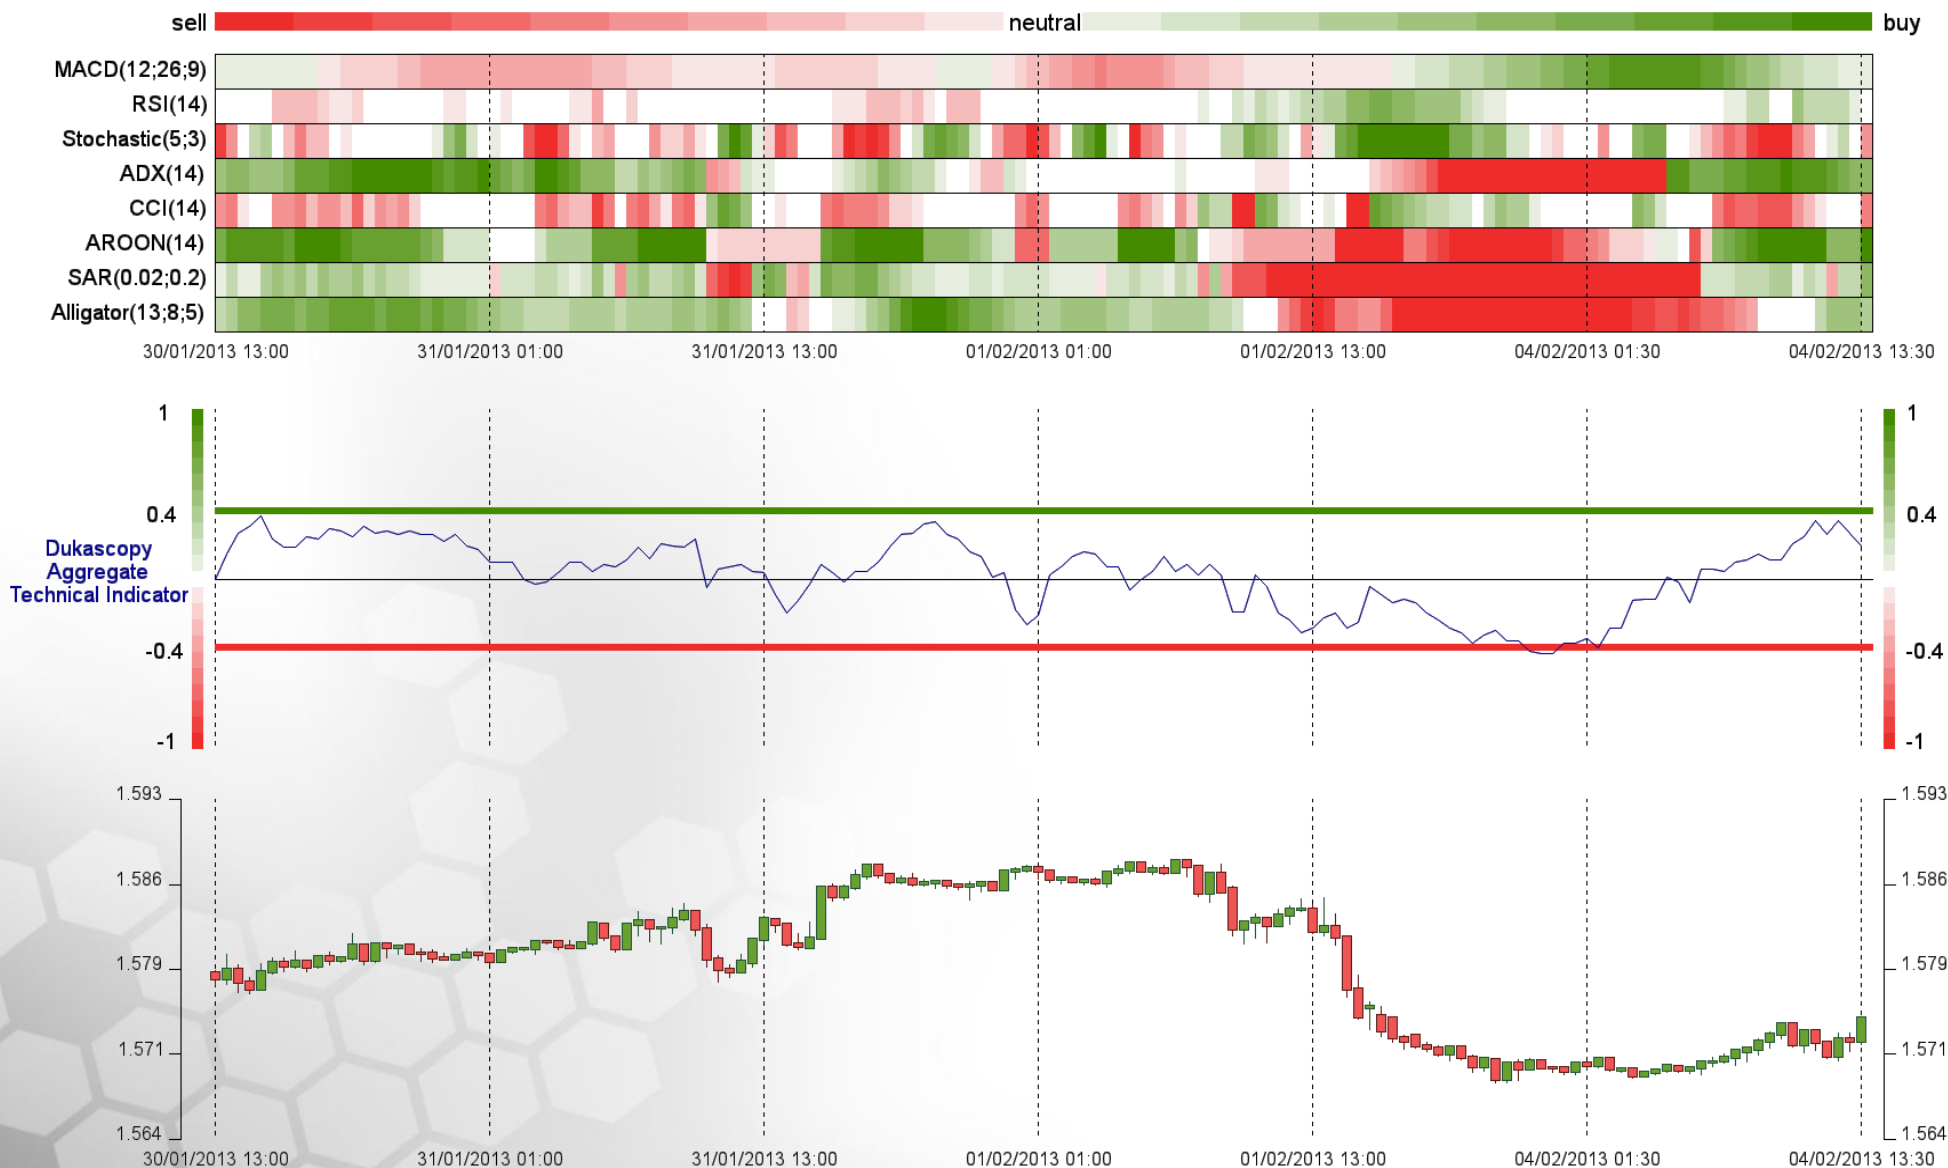 sell neutral buy
MACD(12;26;9)
RSI(14)
Stochastic(5;3)
ADX(14)
CCI(14)
AROON(14)
SAR(0.02;0.2)
Alligator(13;8;5)
30/01/2013 13:00 31/01/2013 01:00 31/01/2013 13:00 01/02/2013 01:00 01/02/2013 13:00 04/02/2013 01:30 04/02/2013 13:30
1 1
0.4 0.4
Dukascopy
Aggregate
Technical Indicator
-0.4 -0.4
-1 -1
1.593 1.593
1.586 1.586
1.579 1.579
1.571 1.571
1.564 1.564
30/01/2013 13:00 31/01/2013 01:00 31/01/2013 13:00 01/02/2013 01:00 01/02/2013 13:00 04/02/2013 01:30 04/02/2013 13:30